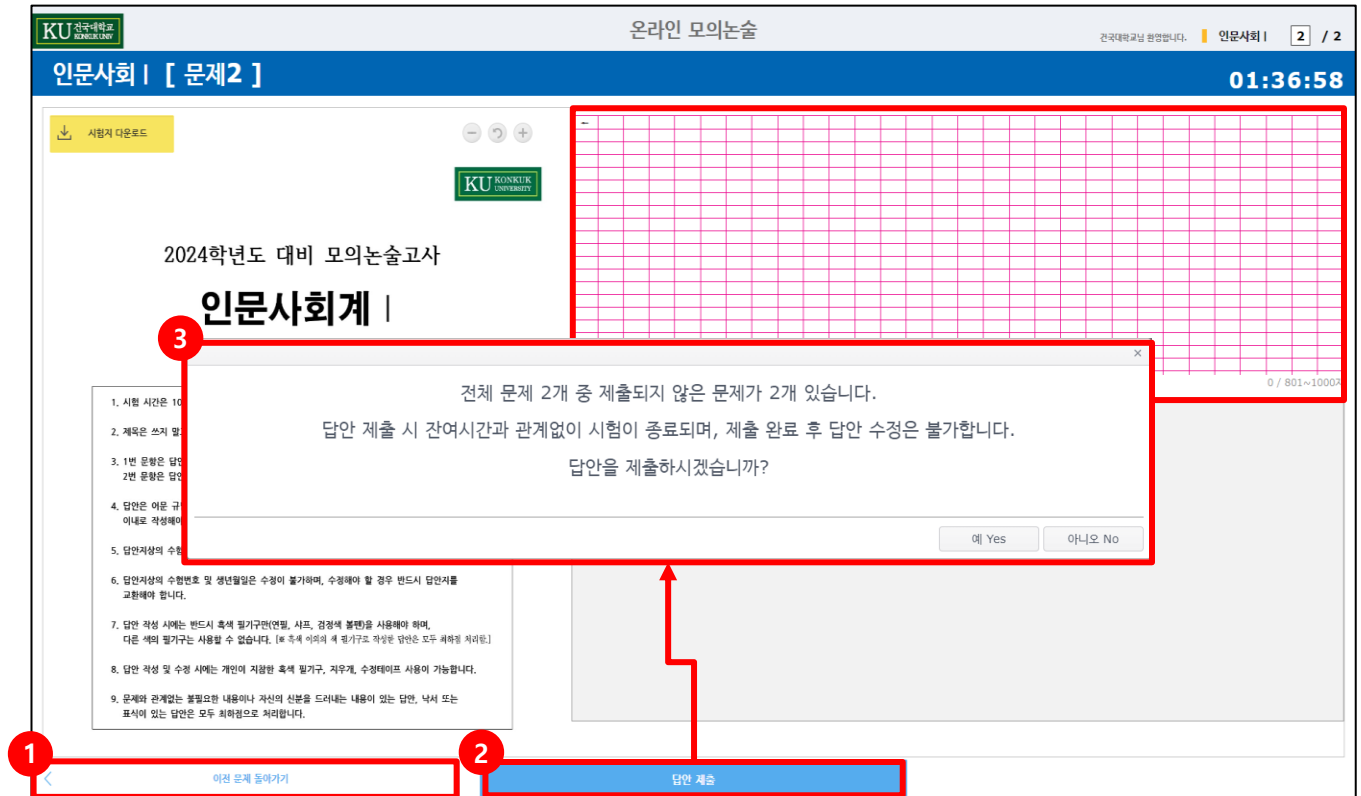 KU 건국대학교
KONKUK UNIV
온라인 모의논술
건국대학교님 환영합니다.
인문사회Ⅰ
2 / 2
인문사회Ⅰ [ 문제2 ]
01:36:58
시험지 다운로드
KU KONKUK
UNIVERSITY
2024학년도 대비 모의논술고사
인문사회계Ⅰ
3
×
전체 문제 2개 중 제출되지 않은 문제가 2개 있습니다.
답안 제출 시 잔여시간과 관계없이 시험이 종료되며, 제출 완료 후 답안 수정은 불가합니다.
답안을 제출하시겠습니까?
예 Yes
아니오 No
0 / 801~1000자
1. 시험 시간은 10
2. 제목은 쓰지 말
3. 1번 문항은 답안
2번 문항은 답안
4. 답안은 어문 규
이내로 작성해야
5. 답안지상의 수험
6. 답안지상의 수험번호 및 생년월일은 수정이 불가하며, 수정해야 할 경우 반드시 답안지를
교환해야 합니다.
7. 답안 작성 시에는 반드시 흑색 필기구만(연필, 샤프, 검정색 볼펜)을 사용해야 하며,
다른 색의 필기구는 사용할 수 없습니다. [※ 흑색 이외의 색 필기구로 작성한 답안은 모두 최하점 처리함.]
8. 답안 작성 및 수정 시에는 개인이 지참한 흑색 필기구, 지우개, 수정테이프 사용이 가능합니다.
9. 문제와 관계없는 불필요한 내용이나 자신의 신분을 드러내는 내용이 있는 답안, 낙서 또는
표식이 있는 답안은 모두 최하점으로 처리합니다.
1
이전 문제 돌아가기
2
답안 제출